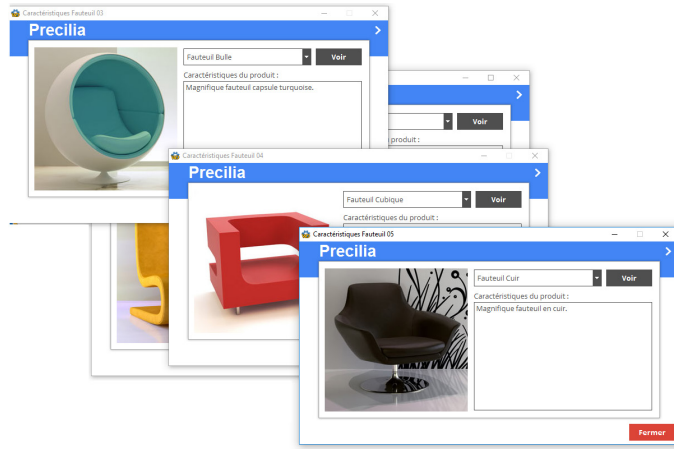 Caractéristiques Fauteuil 03
Precilia
Fauteuil Bulle
Voir
Caractéristiques du produit :
Magnifique fauteuil capsule turquoise.
Voir
produit :
Caractéristiques Fauteuil 04
Precilia
Fauteuil Cubique
Voir
Caractéristiques du produit :
Caractéristiques Fauteuil 05
Precilia
Fauteuil Cuir
Voir
Caractéristiques du produit :
Magnifique fauteuil en cuir.
Fermer